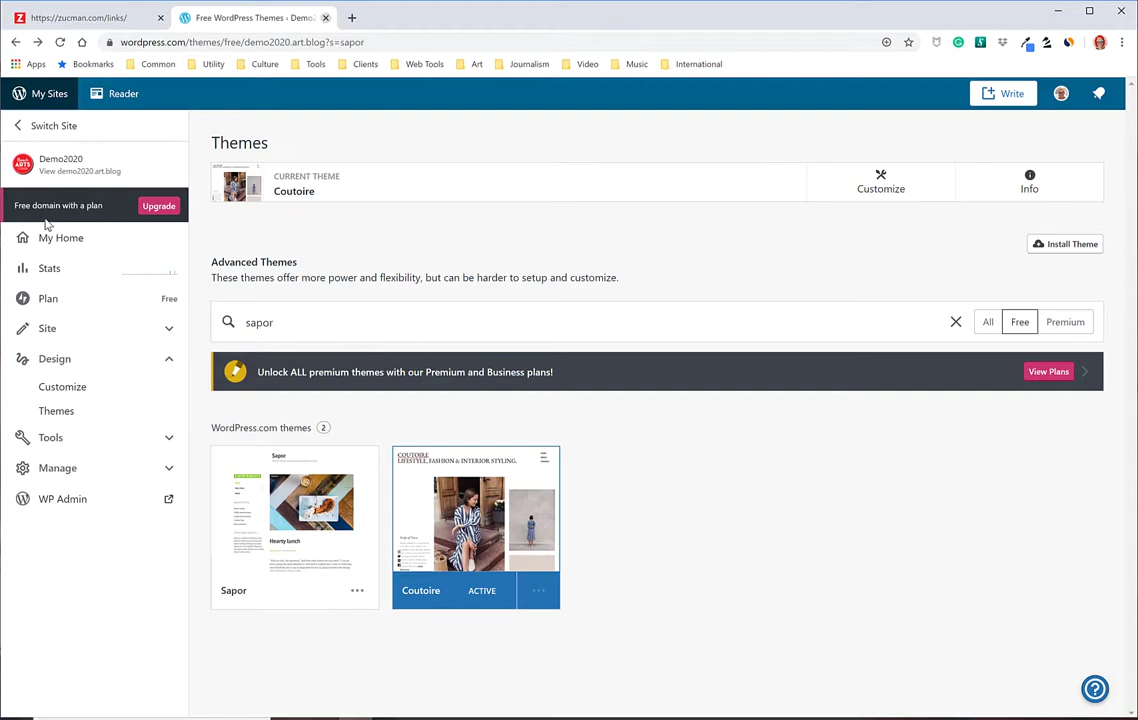 https://zucman.com/links/
Free WordPress Themes ‹ Demo2
wordpress.com/themes/free/demo2020.art.blog?s=sapor
Apps Bookmarks Common Utility Culture Tools Clients Web Tools Art Journalism Video Music International
My Sites Reader Write
Switch Site
Demo2020
View demo2020.art.blog
Free domain with a plan Upgrade
My Home
Stats
Plan Free
Site
Design
Customize
Themes
Tools
Manage
WP Admin
Themes
CURRENT THEME
Coutoire
Customize
Info
Install Theme
Advanced Themes
These themes offer more power and flexibility, but can be harder to setup and customize.
sapor
All Free Premium
Unlock ALL premium themes with our Premium and Business plans! View Plans
WordPress.com themes 2
Sapor
Hearty lunch
Sapor
COUTOIRE
LIFESTYLE, FASHION & INTERIOR STYLING.
Coutoire ACTIVE